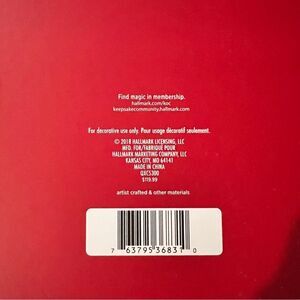 Find magic in membership.
hallmark.com/koc
keepsakecommunity.hallmark.com
For decorative use only. Pour usage décoratif seulement.
© 2018 HALLMARK LICENSING, LLC
MFD. FOR/FABRIQUÉ POUR
HALLMARK MARKETING COMPANY, LLC
KANSAS CITY, MO 64141
MADE IN CHINA
QXC5300
$119.99
artist crafted & other materials
7 63795 36831 0